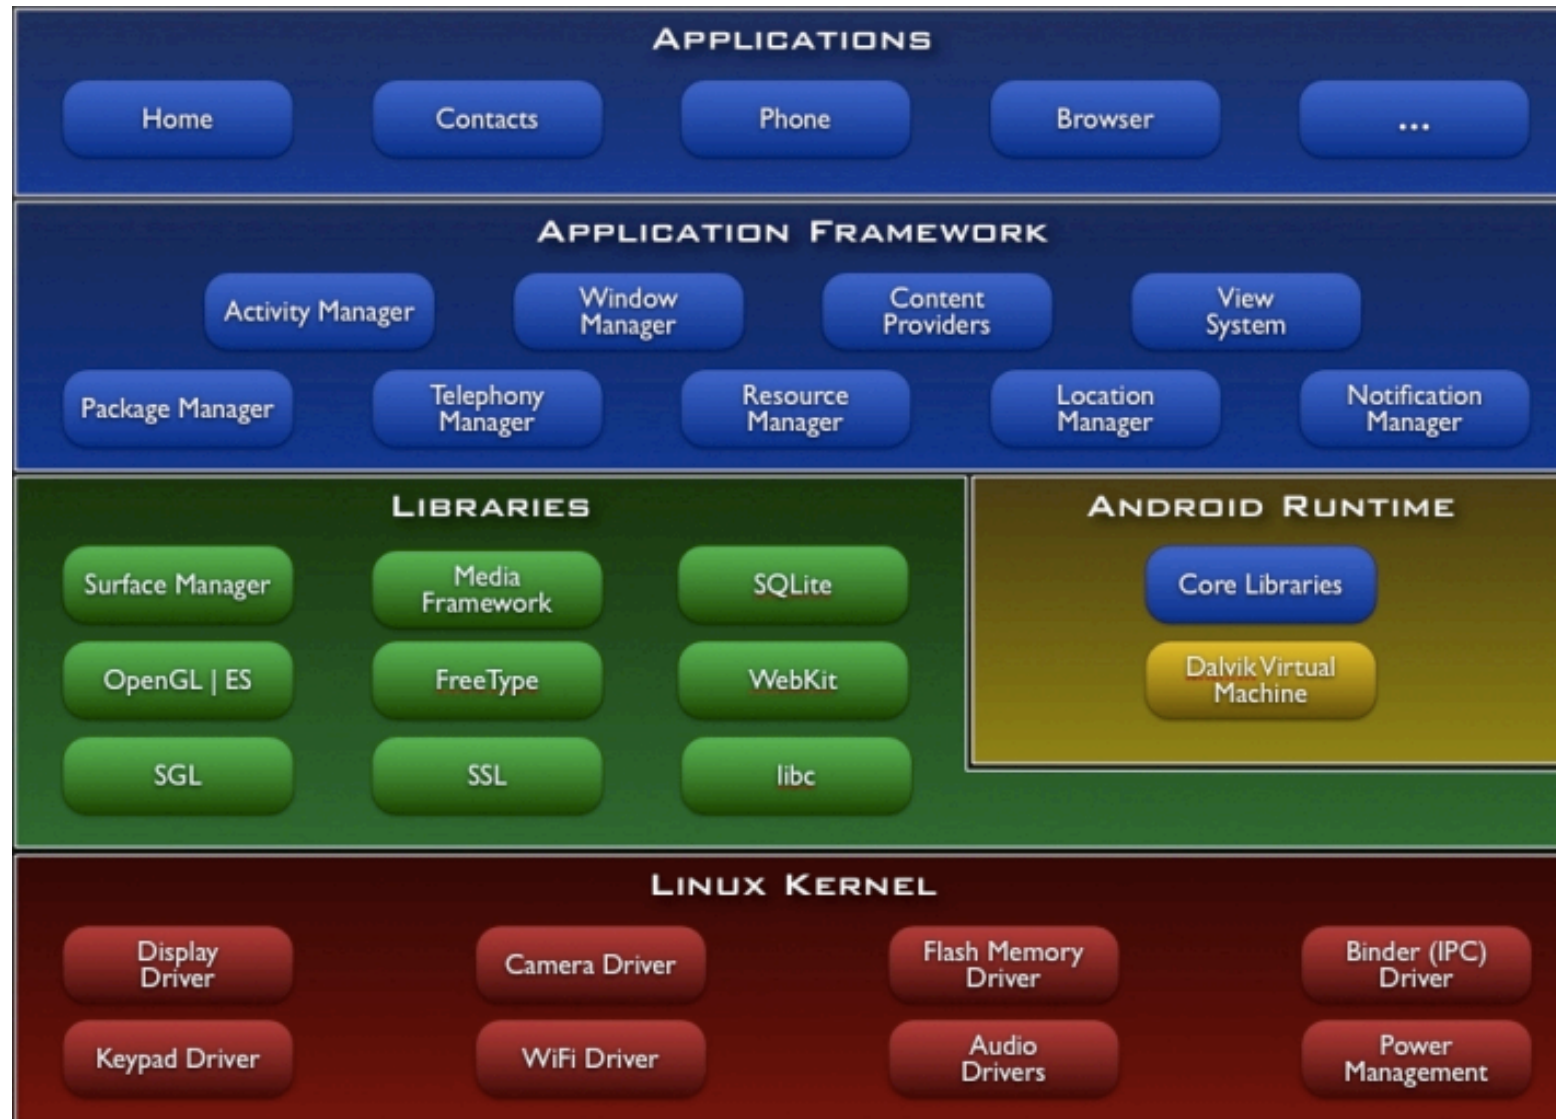 APPLICATIONS
Home
Contacts
Phone
Browser
...
APPLICATION FRAMEWORK
Activity Manager
Window
Manager
Content
Providers
View
System
Package Manager
Telephony
Manager
Resource
Manager
Location
Manager
Notification
Manager
LIBRARIES
Surface Manager
Media
Framework
SQLite
OpenGL | ES
FreeType
WebKit
SGL
SSL
libc
ANDROID RUNTIME
Core Libraries
Dalvik Virtual
Machine
LINUX KERNEL
Display
Driver
Camera Driver
Flash Memory
Driver
Binder (IPC)
Driver
Keypad Driver
WiFi Driver
Audio
Drivers
Power
Management